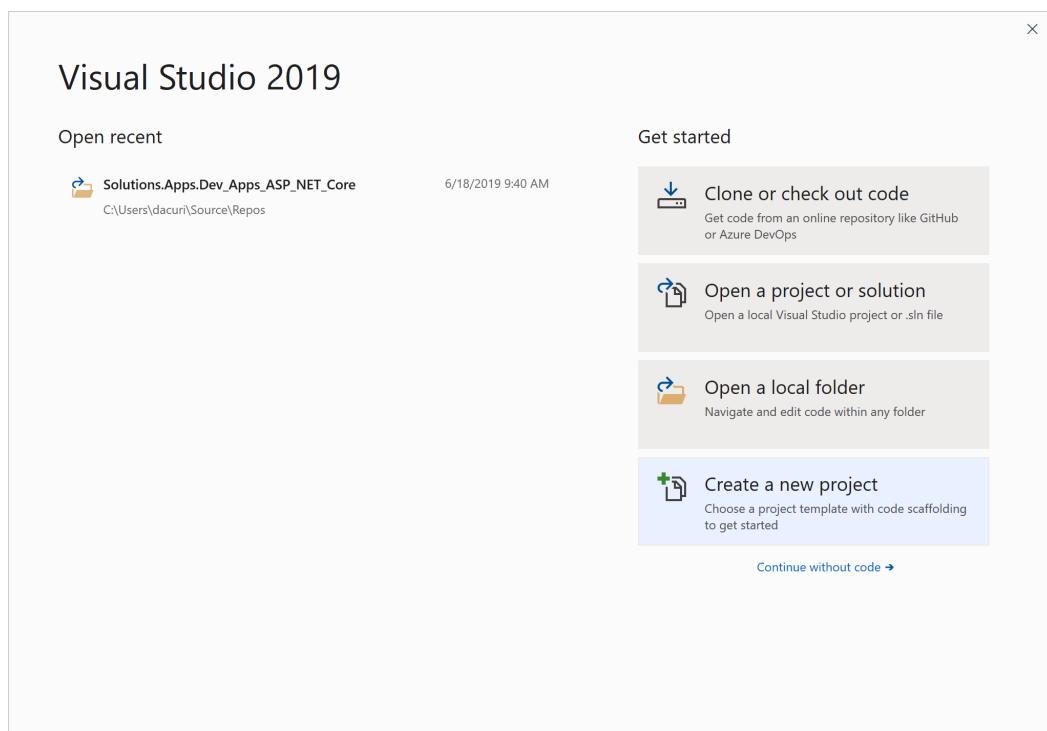 Visual Studio 2019
Open recent
Solutions.Apps.Dev_Apps_ASP_NET_Core
6/18/2019 9:40 AM
C:\Users\dacuri\Source\Repos
Get started
Clone or check out code
Get code from an online repository like GitHub
or Azure DevOps
Open a project or solution
Open a local Visual Studio project or .sln file
Open a local folder
Navigate and edit code within any folder
Create a new project
Choose a project template with code scaffolding
to get started
Continue without code